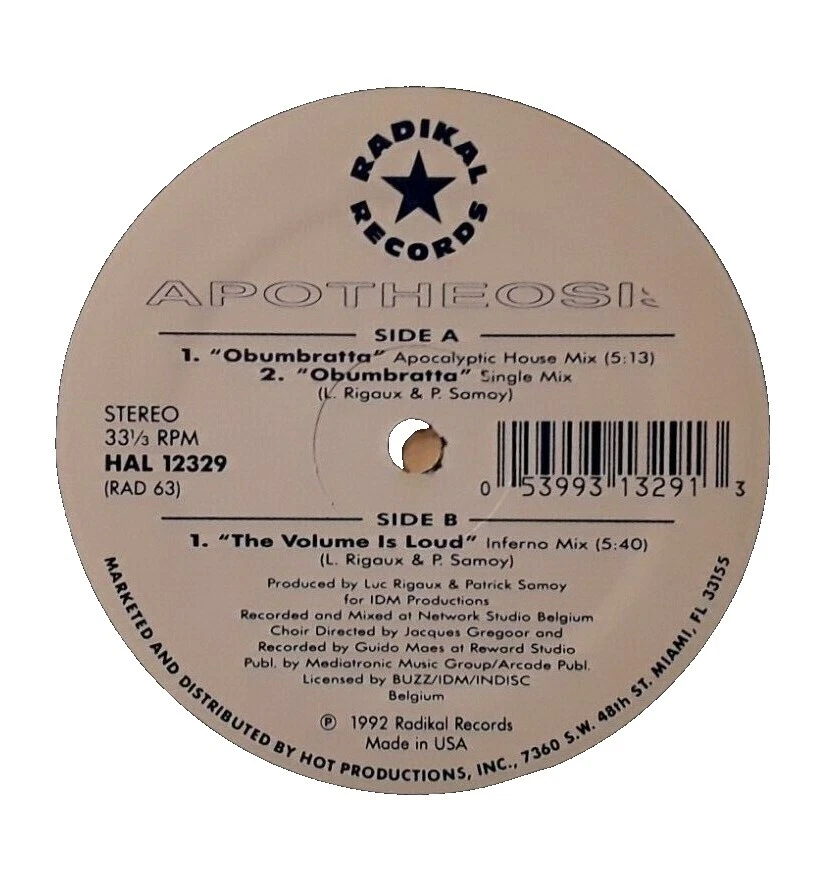 RADIKAL
RECORDS
APOTHEOSIS
SIDE A
1. "Obumbratta" Apocalyptic House Mix (5:13)
2. "Obumbratta" Single Mix
(L. Rigaux & P. Samoy)
STEREO
33⅓ RPM
HAL 12329
(RAD 63)
0 53993 13291 3
SIDE B
1. "The Volume Is Loud" Inferno Mix (5:40)
(L. Rigaux & P. Samoy)
Produced by Luc Rigaux & Patrick Samoy
for IDM Productions
Recorded and Mixed at Network Studio Belgium
Choir Directed by Jacques Gregoor and
Recorded by Guido Maes at Reward Studio
Publ. by Mediatronic Music Group/Arcade Publ.
Licensed by BUZZ/IDM/INDISC
Belgium
℗ 1992 Radikal Records
Made in USA
MARKETED AND DISTRIBUTED BY HOT PRODUCTIONS, INC., 7360 S.W. 48th ST. MIAMI, FL 33155